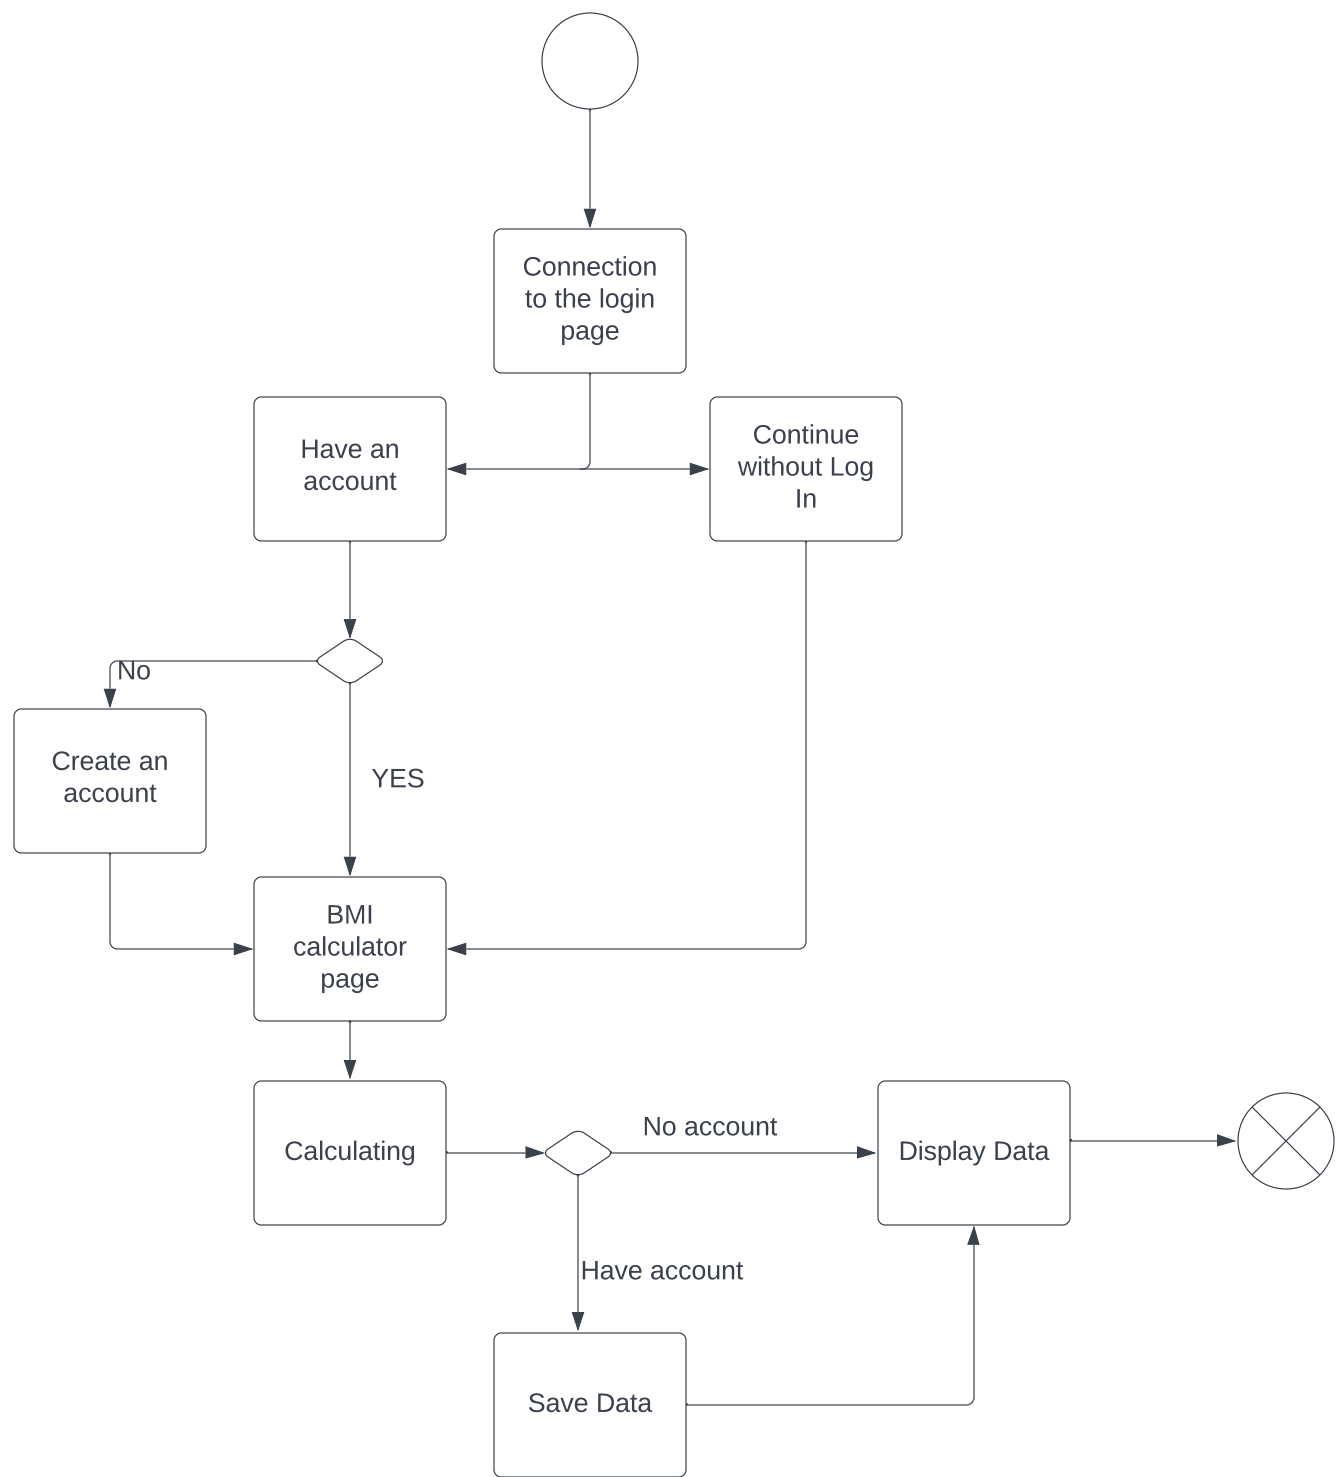 Connection
to the login
page
Have an
account
Continue
without Log
In
No
Create an
account
YES
BMI
calculator
page
Calculating
No account
Display Data
Have account
Save Data